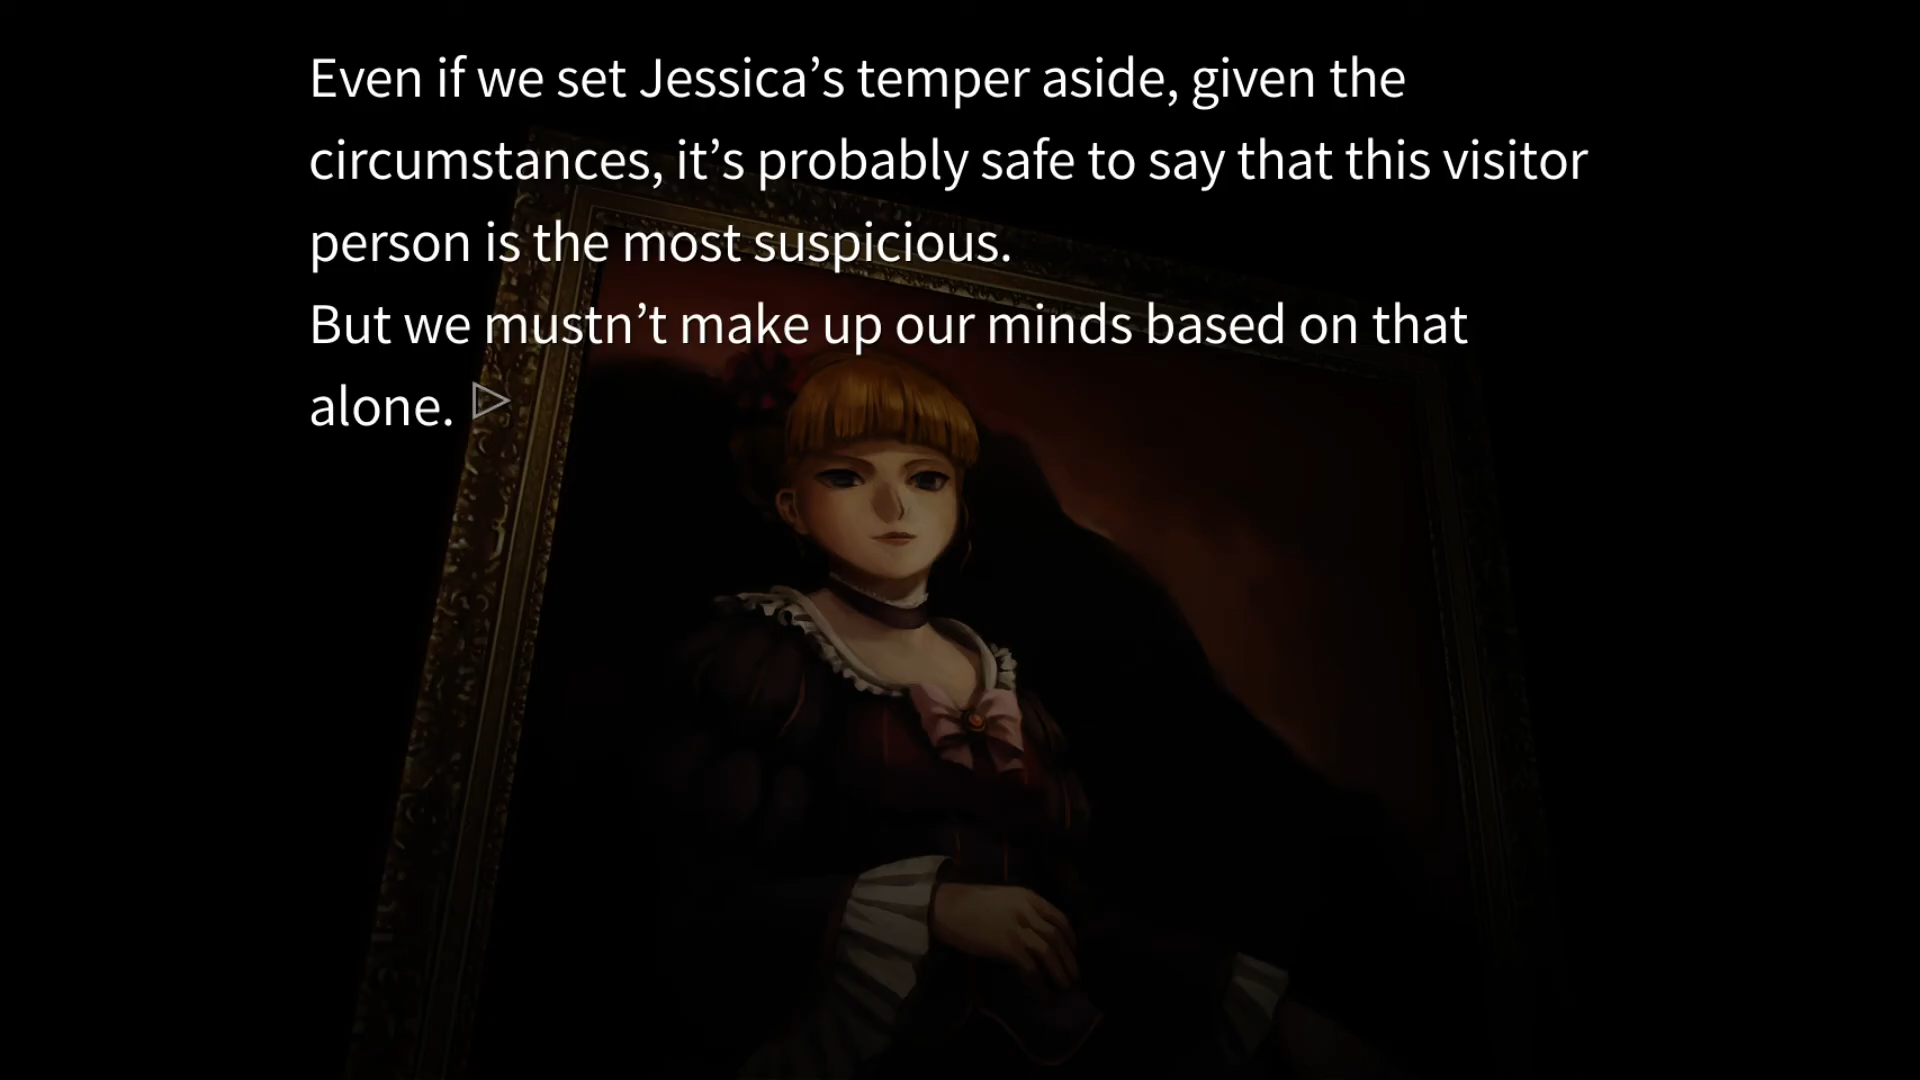 Even if we set Jessica’s temper aside, given the
circumstances, it’s probably safe to say that this visitor
person is the most suspicious.
But we mustn’t make up our minds based on that
alone.